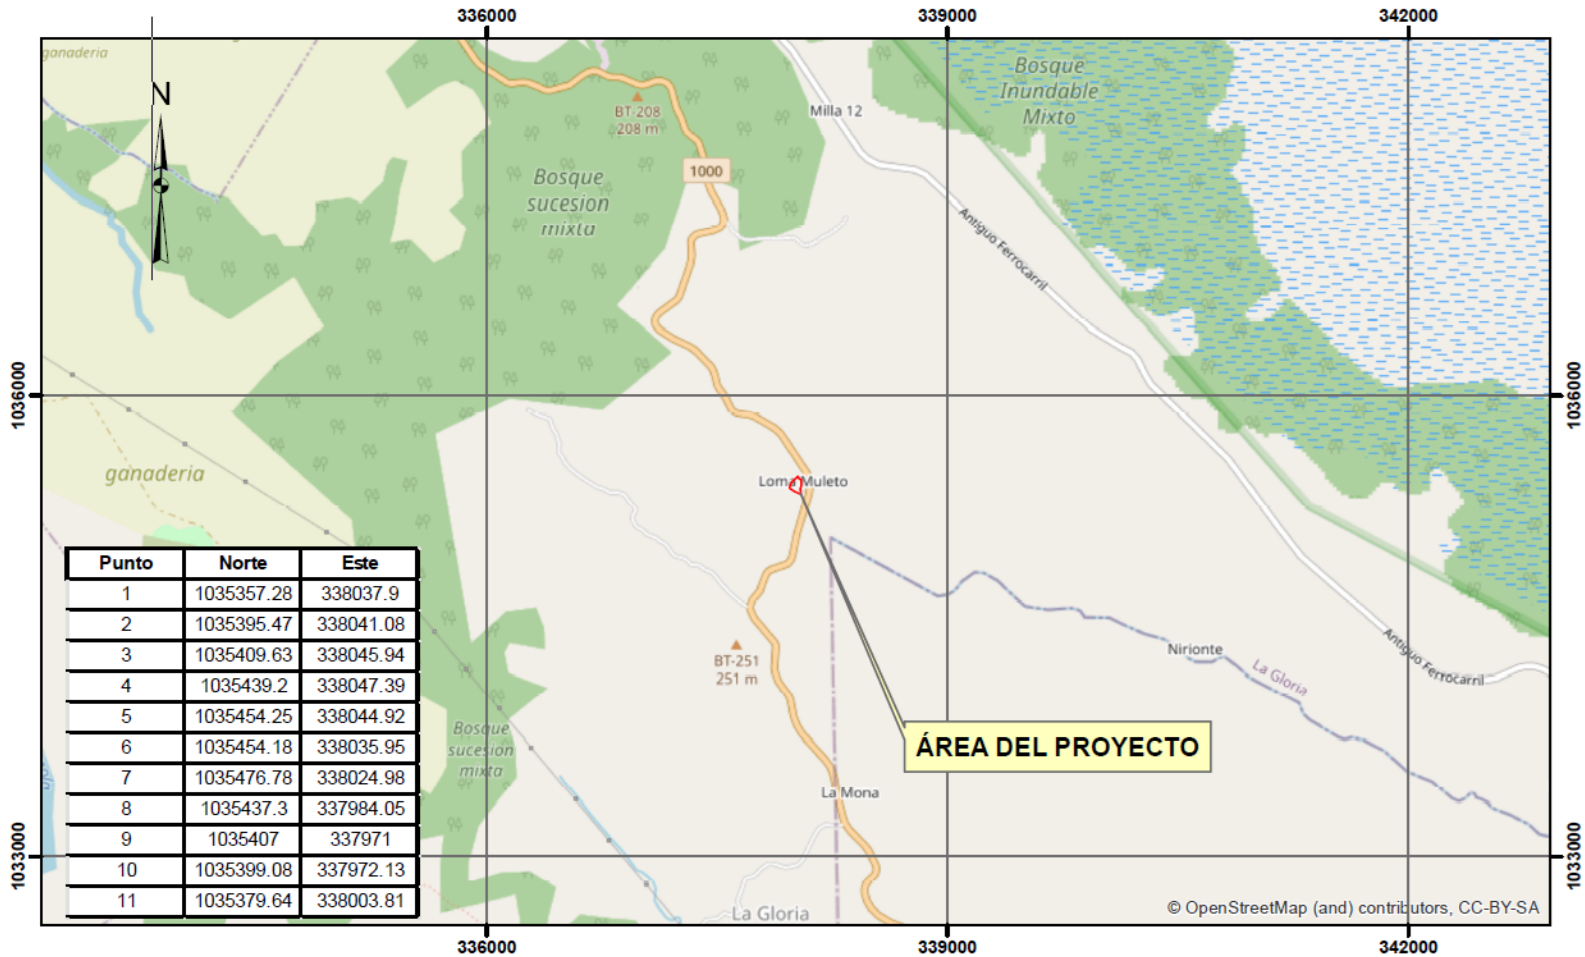 336000
339000
342000
ganaderia
N
BT-208
208 m
Milla 12
Bosque
Inundable
Mixto
1000
Bosque
sucesion
mixta
Antiguo Ferrocarril
1036000
1036000
ganaderia
Loma Muleto
Punto Norte Este
1 1035357.28 338037.9
2 1035395.47 338041.08
3 1035409.63 338045.94
4 1035439.2 338047.39
5 1035454.25 338044.92
6 1035454.18 338035.95
7 1035476.78 338024.98
8 1035437.3 337984.05
9 1035407 337971
10 1035399.08 337972.13
11 1035379.64 338003.81
BT-251
251 m
Nirionte
La Gloria
Antiguo Ferrocarril
Bosque
sucesion
mixta
ÁREA DEL PROYECTO
La Mona
1033000
1033000
La Gloria
© OpenStreetMap (and) contributors, CC-BY-SA
336000
339000
342000